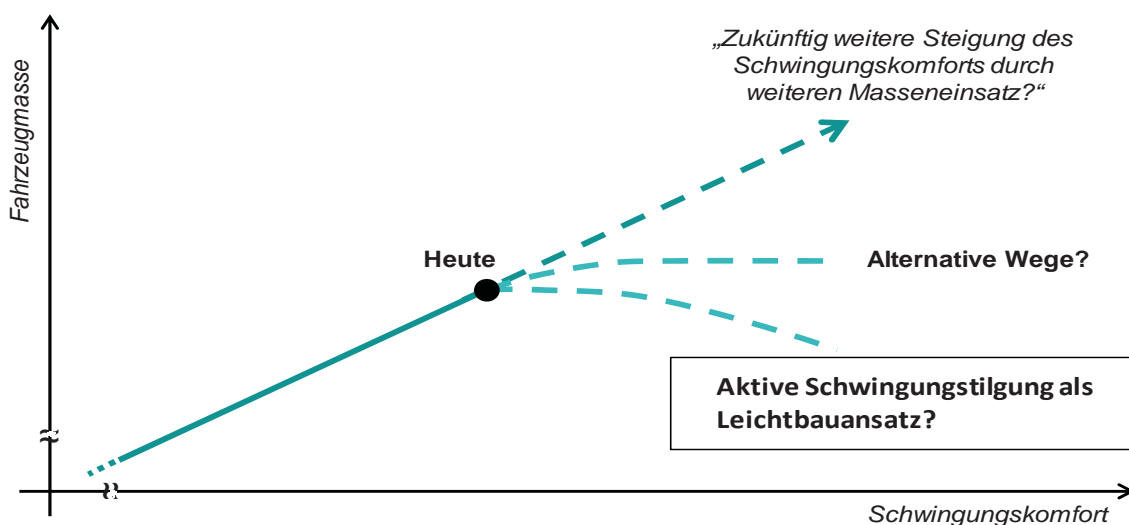 „Zukünftig weitere Steigung des
Schwingungskomforts durch
weiteren Masseneinsatz?“
Fahrzeugmasse
Heute
Alternative Wege?
Aktive Schwingungstilgung als
Leichtbauansatz?
Schwingungskomfort